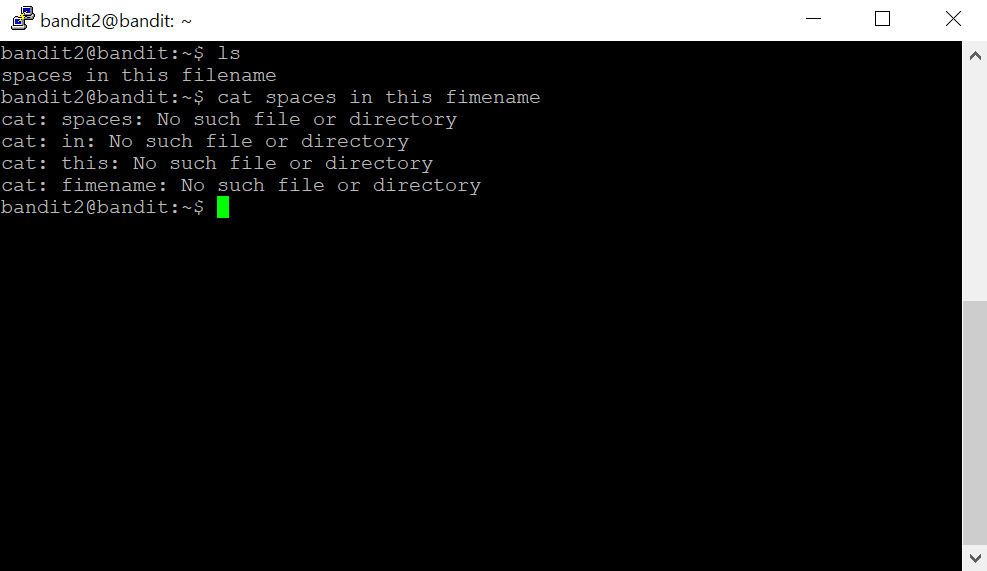 bandit2@bandit: ~
bandit2@bandit:~$ ls
spaces in this filename
bandit2@bandit:~$ cat spaces in this fimename
cat: spaces: No such file or directory
cat: in: No such file or directory
cat: this: No such file or directory
cat: fimename: No such file or directory
bandit2@bandit:~$